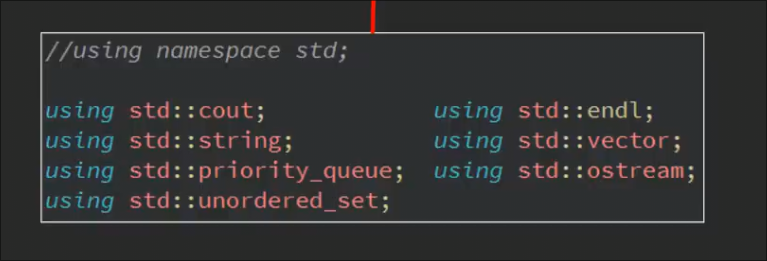 //using namespace std;
using std::cout; using std::endl;
using std::string; using std::vector;
using std::priority_queue; using std::ostream;
using std::unordered_set;